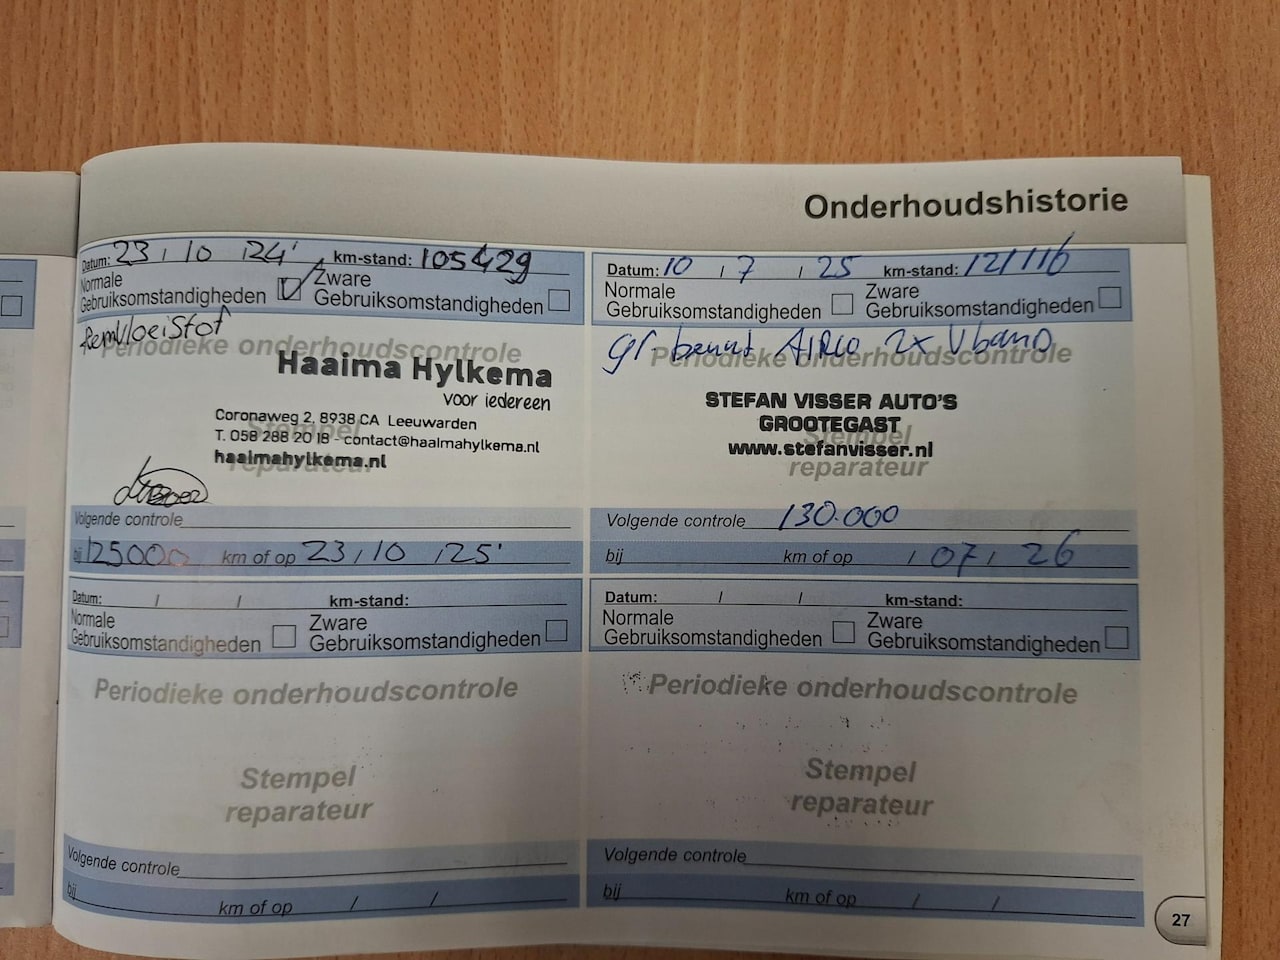 Onderhoudshistorie
Datum: 23 / 10 / 24' km-stand: 105429
Normale
Gebruiksomstandigheden
Zware
Gebruiksomstandigheden
Remvloeistof
Periodieke onderhoudscontrole
Haaima Hylkema
voor iedereen
Coronaweg 2, 8938 CA Leeuwarden
Stempel
T. 058 288 20 18 - contact@haaimahylkema.nl
haaimahylkema.nl
reparateur
Volgende controle
bij 125000 km of op 23 / 10 / 25'
Datum: 10 / 7 / 25 km-stand: 121116
Normale
Gebruiksomstandigheden
Zware
Gebruiksomstandigheden
gr. beurt AIRCO 2x Vband
Periodieke onderhoudscontrole
STEFAN VISSER AUTO'S
GROOTEGAST
Stempel
www.stefanvisser.nl
reparateur
Volgende controle 130.000
bij km of op / 07 / 26
Datum: / / km-stand:
Normale
Gebruiksomstandigheden
Zware
Gebruiksomstandigheden
Periodieke onderhoudscontrole
Stempel
reparateur
Volgende controle
bij km of op / /
Datum: / / km-stand:
Normale
Gebruiksomstandigheden
Zware
Gebruiksomstandigheden
Periodieke onderhoudscontrole
Stempel
reparateur
Volgende controle
bij km of op / /
27